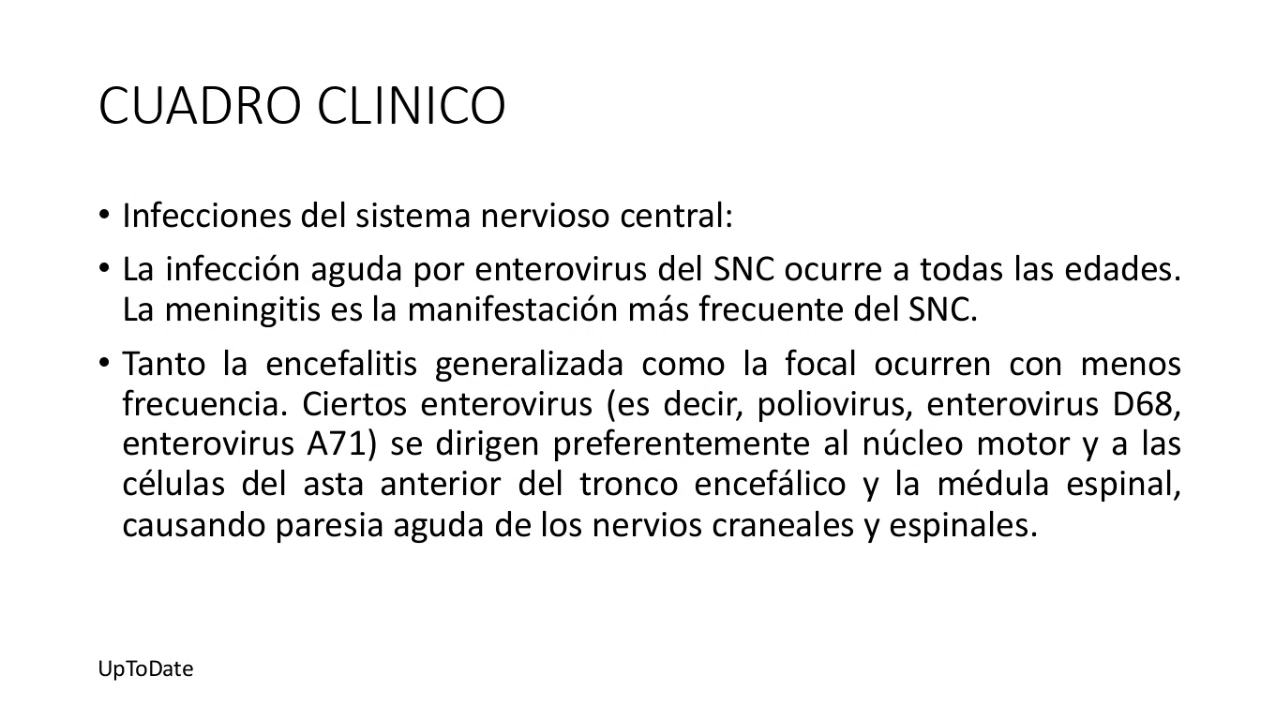 CUADRO CLINICO
• Infecciones del sistema nervioso central:
• La infección aguda por enterovirus del SNC ocurre a todas las edades.
La meningitis es la manifestación más frecuente del SNC.
• Tanto la encefalitis generalizada como la focal ocurren con menos
frecuencia. Ciertos enterovirus (es decir, poliovirus, enterovirus D68,
enterovirus A71) se dirigen preferentemente al núcleo motor y a las
células del asta anterior del tronco encefálico y la médula espinal,
causando paresia aguda de los nervios craneales y espinales.
UpToDate